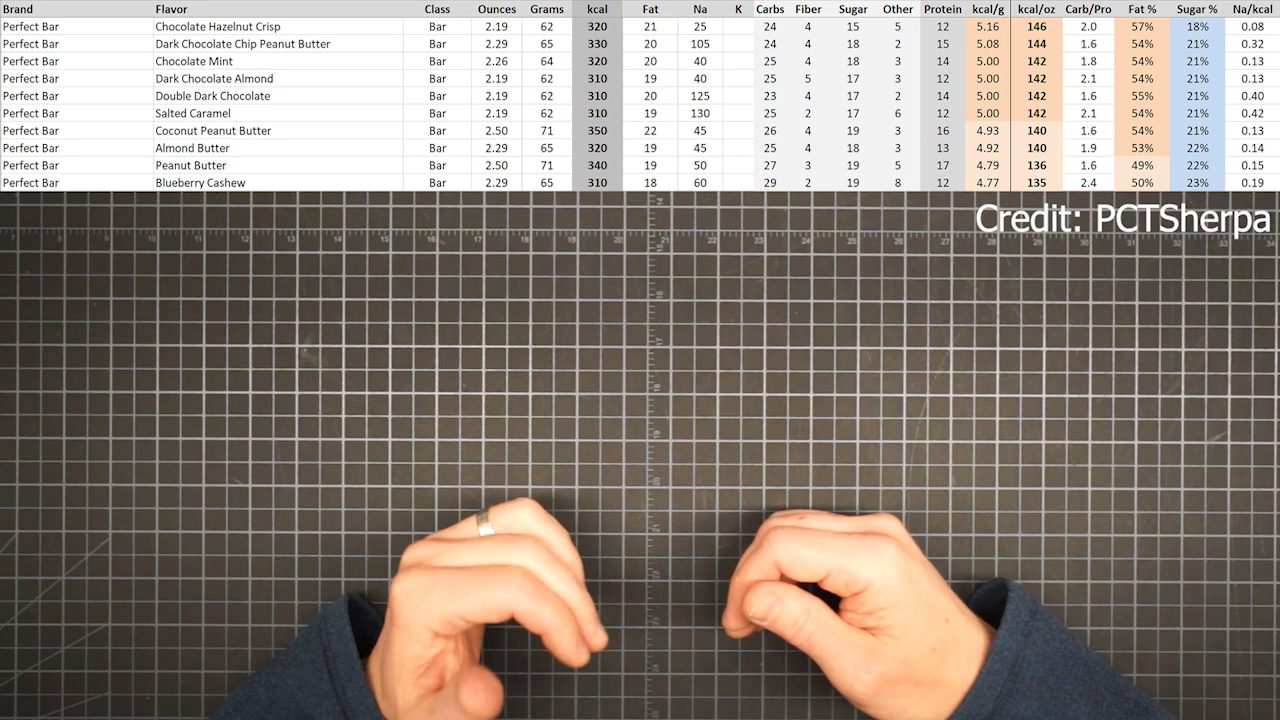 Brand Flavor Class Ounces Grams kcal Fat Na K Carbs Fiber Sugar Other Protein kcal/g kcal/oz Carb/Pro Fat % Sugar % Na/kcal
Perfect Bar Chocolate Hazelnut Crisp Bar 2.19 62 320 21 25 24 4 15 5 12 5.16 146 2.0 57% 18% 0.08
Perfect Bar Dark Chocolate Chip Peanut Butter Bar 2.29 65 330 20 105 24 4 18 2 15 5.08 144 1.6 54% 21% 0.32
Perfect Bar Chocolate Mint Bar 2.26 64 320 20 40 25 4 18 3 14 5.00 142 1.8 54% 21% 0.13
Perfect Bar Dark Chocolate Almond Bar 2.19 62 310 19 40 25 5 17 3 12 5.00 142 2.1 54% 21% 0.13
Perfect Bar Double Dark Chocolate Bar 2.19 62 310 20 125 23 4 17 2 14 5.00 142 1.6 55% 21% 0.40
Perfect Bar Salted Caramel Bar 2.19 62 310 19 130 25 2 17 6 12 5.00 142 2.1 54% 21% 0.42
Perfect Bar Coconut Peanut Butter Bar 2.50 71 350 22 45 26 4 19 3 16 4.93 140 1.6 54% 21% 0.13
Perfect Bar Almond Butter Bar 2.29 65 320 19 45 25 4 18 3 13 4.92 140 1.9 53% 22% 0.14
Perfect Bar Peanut Butter Bar 2.50 71 340 19 50 27 3 19 5 17 4.79 136 1.6 49% 22% 0.15
Perfect Bar Blueberry Cashew Bar 2.29 65 310 18 60 29 2 19 8 12 4.77 135 2.4 50% 23% 0.19
Credit: PCTSherpa